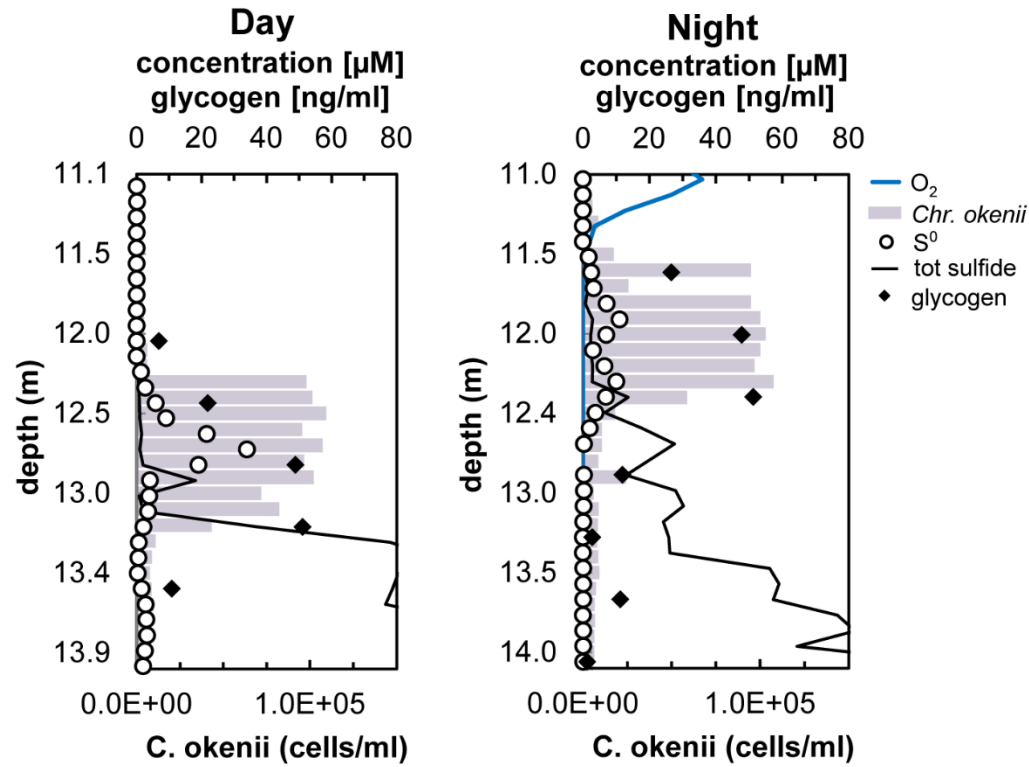 Day
concentration [µM]
glycogen [ng/ml]
0 20 40 60 80
11.1
11.5
12.0
12.5
13.0
13.4
13.9
depth (m)
0.0E+00 1.0E+05
C. okenii (cells/ml)
Night
concentration [µM]
glycogen [ng/ml]
0 20 40 60 80
11.0
11.5
12.0
12.4
13.0
13.5
14.0
depth (m)
0.0E+00 1.0E+05
C. okenii (cells/ml)
O₂
Chr. okenii
S⁰
tot sulfide
glycogen